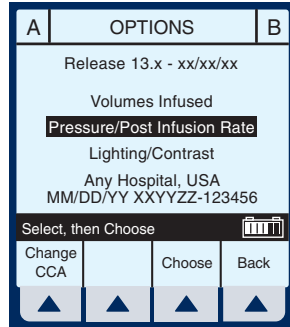 A OPTIONS B
Release 13.x - xx/xx/xx
Volumes Infused
Pressure/Post Infusion Rate
Lighting/Contrast
Any Hospital, USA
MM/DD/YY XXYYZZ-123456
Select, then Choose
Change CCA
Choose
Back